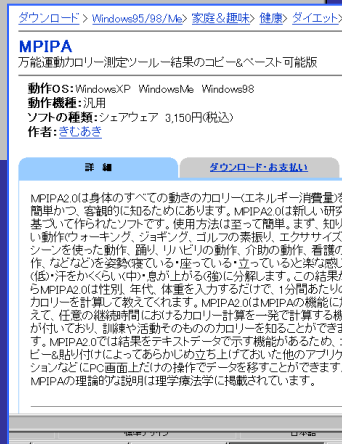 ダウンロード > Windows95/98/Me> 家庭&趣味> 健康> ダイエット>
MPIPA
万能運動カロリー測定ツールー結果のコピー&ペースト可能版
動作OS:WindowsXP WindowsMe Windows98
動作機種:汎用
ソフトの種類:シェアウェア 3,150円(税込)
作者:きむあき
詳 細
ダウンロード・お支払い
MPIPA2.0は身体のすべての動きのカロリー(エネルギー消費量)を
簡単かつ、客観的に知るためにあります。MPIPA2.0は新しい研究
基づいて作られたソフトです。使用方法は至って簡単。まず、知り
い動作(ウォーキング、ジョギング、ゴルフの素振り、エクササイズ
シーンを使った動作、踊り、リハビリの動作、介助の動作、看護の
作、などなど)を姿勢(寝ている・座っている・立っている)と楽な感じ
(低)・汗をかくくらい(中)・息が上がる(強)に分解します。この結果か
らMPIPA2.0は性別、年代、体重を入力するだけで、1分間あたりの
カロリーを計算して教えてくれます。MPIPA2.0はMPIPAの機能に加
えて、任意の継続時間におけるカロリー計算を一発で計算する機
が付いており、訓練や活動そのもののカロリーを知ることができま
す。MPIPA2.0では結果をテキストデータで示す機能があるため、コ
ピー&貼り付けによってあらかじめ立ち上げておいた他のアプリケ
ションなどにPC画面上だけの操作でデータを移すことができます。
MPIPAの理論的な説明は理学療法学に掲載されています。